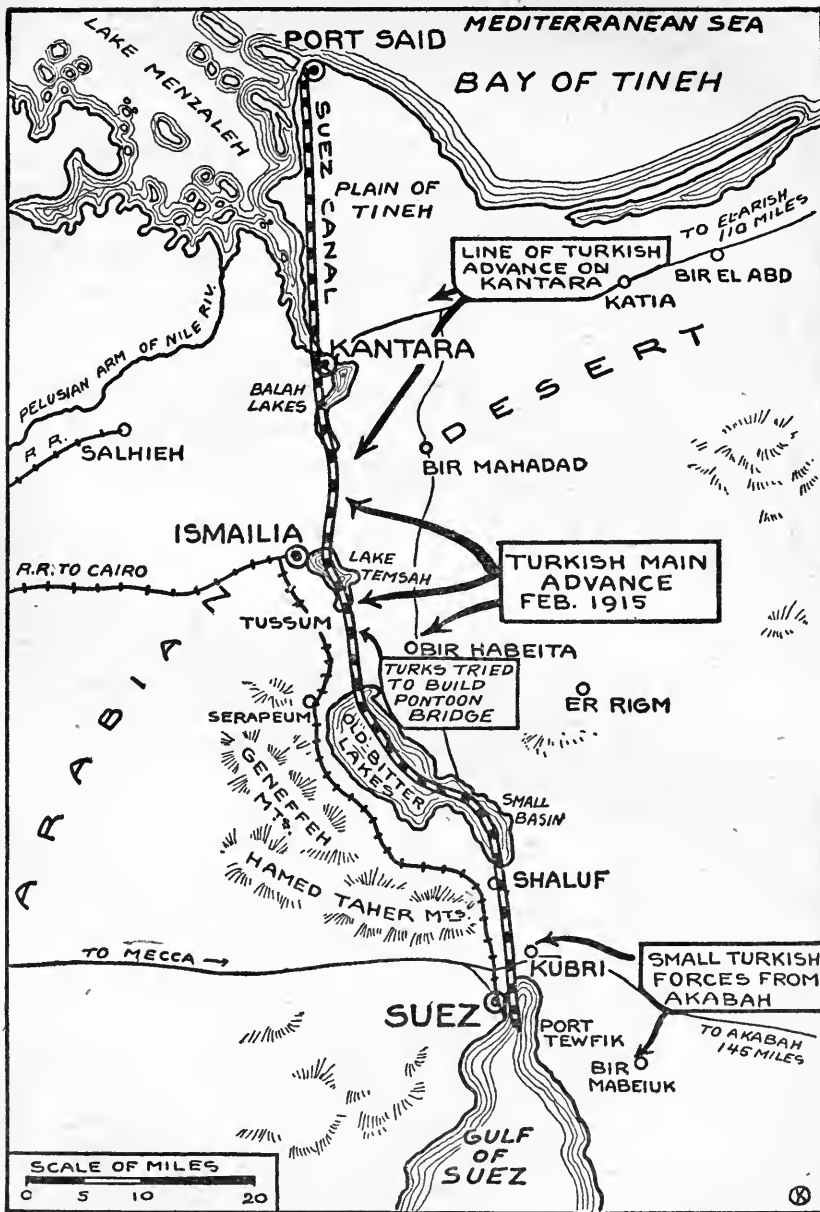 MEDITERRANEAN SEA
LAKE MENZALEH
PORT SAID
BAY OF TINEH
SUEZ CANAL
PLAIN OF
TINEH
TO EL ARISH
110 MILES
LINE OF TURKISH
ADVANCE ON
KANTARA
BIR EL ABD
KATIA
PELUSIAN ARM OF NILE RIV.
KANTARA
DESERT
BALAH
LAKES
R. R.
SALHIEH
BIR MAHADAD
ISMAILIA
LAKE
TEMSAH
R.R. TO CAIRO
TURKISH MAIN
ADVANCE
FEB. 1915
TUSSUM
ARABIAN
BIR HABEITA
TURKS TRIED
TO BUILD
PONTOON
BRIDGE
ER RIGM
SERAPEUM
OLD-BITTER
LAKES
GENEFFEH
MTS.
SMALL
BASIN
HAMED TAHER MTS.
SHALUF
TO MECCA →
KUBRI
SMALL TURKISH
FORCES FROM
AKABAH
SUEZ
PORT
TEWFIK
TO AKABAH
145 MILES
BIR
MABEIUK
GULF
OF
SUEZ
SCALE OF MILES
0 5 10 20
K